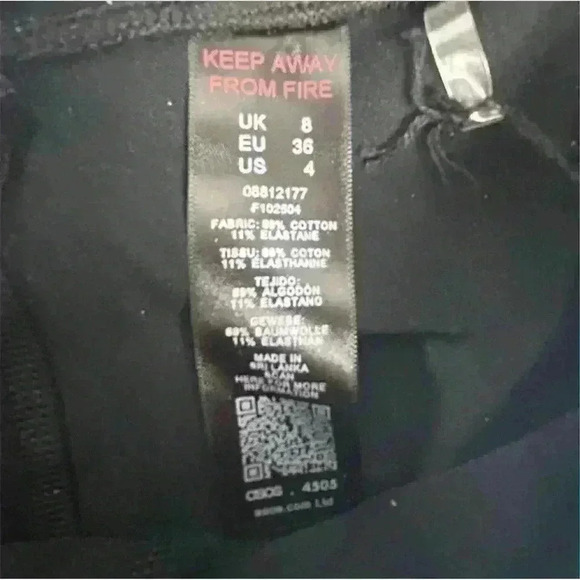 KEEP AWAY
FROM FIRE
UK 8
EU 36
US 4
08812177
F102504
FABRIC: 89% COTTON
11% ELASTANE
TISSU: 89% COTON
11% ELASTHANNE
TEJIDO:
89% ALGODÓN
11% ELASTANO
GEWEBE:
89% BAUMWOLLE
11% ELASTHAN
MADE IN
SRI LANKA
SCAN
HERE FOR MORE
INFORMATION
ASOS . 4505
asos.com Ltd